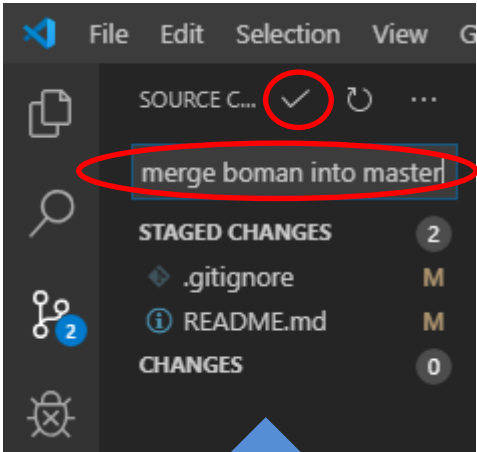 File Edit Selection View G
SOURCE C...
merge boman into master
STAGED CHANGES 2
.gitignore M
README.md M
2
CHANGES 0